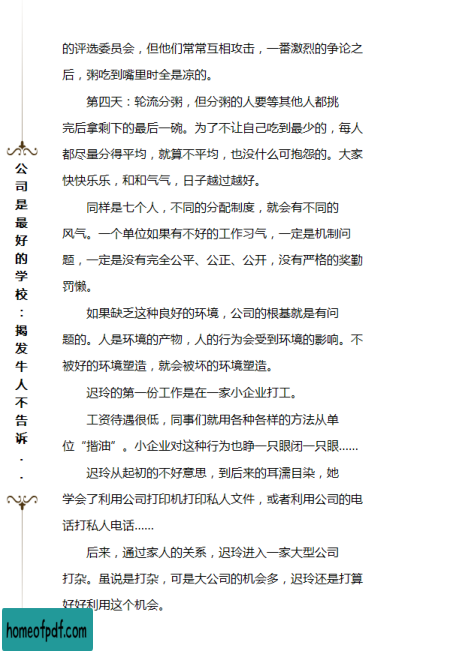 的评选委员会，但他们常常互相攻击，一番激烈的争论之
后，粥吃到嘴里时全是凉的。
第四天：轮流分粥，但分粥的人要等其他人都挑
完后拿剩下的最后一碗。为了不让自己吃到最少的，每人
都尽量分得平均，就算不平均，也没什么可抱怨的。大家
快快乐乐，和和气气，日子越过越好。
同样是七个人，不同的分配制度，就会有不同的
风气。一个单位如果有不好的工作习气，一定是机制问
题，一定是没有完全公平、公正、公开，没有严格的奖勤
罚懒。
如果缺乏这种良好的环境，公司的根基就是有问
题的。人是环境的产物，人的行为会受到环境的影响。不
被好的环境塑造，就会被坏的环境塑造。
迟玲的第一份工作是在一家小企业打工。
工资待遇很低，同事们就用各种各样的方法从单
位“揩油”。小企业对这种行为也睁一只眼闭一只眼……
迟玲从起初的不好意思，到后来的耳濡目染，她
学会了利用公司打印机打印私人文件，或者利用公司的电
话打私人电话……
后来，通过家人的关系，迟玲进入一家大型公司
打杂。虽说是打杂，可是大公司的机会多，迟玲还是打算
好好利用这个机会。
公司是最好的学校：揭发牛人不告诉..
homeofpdf.com